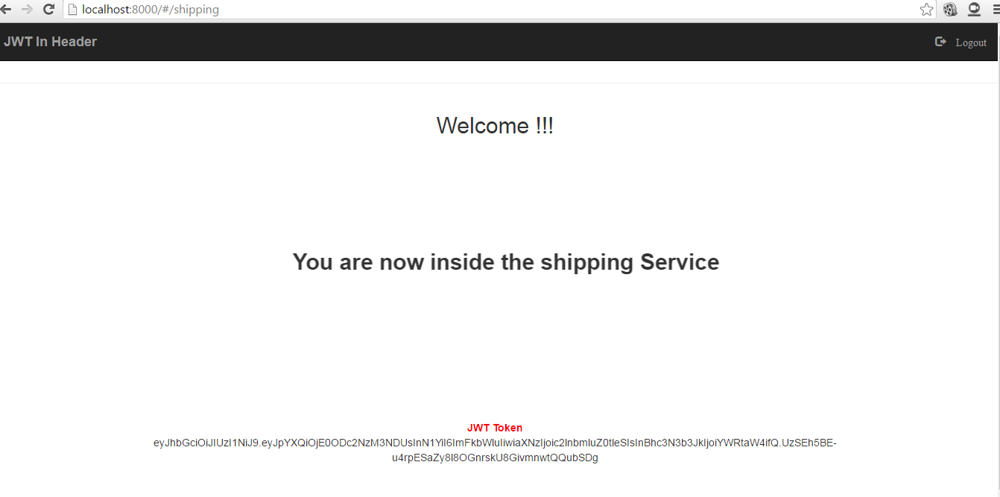 localhost:8000/#/shipping
JWT In Header
Logout
Welcome !!!
You are now inside the shipping Service
JWT Token
eyJhbGciOiJIUzI1NiJ9.eyJpYXQiOjE0ODc2NzM3NDUsInN1YiI6ImFkbWluIiwiaXNzIjoic2lnbmluZ0tleSIsInBhc3N3b3JkIjoiYWRtaW4ifQ.UzSEh5BE-
u4rpESaZy8I8OGnrskU8GivmnwtQQubSDg